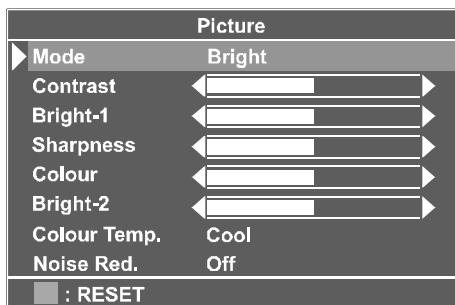 Picture
Mode Bright
Contrast
Bright-1
Sharpness
Colour
Bright-2
Colour Temp. Cool
Noise Red. Off
: RESET